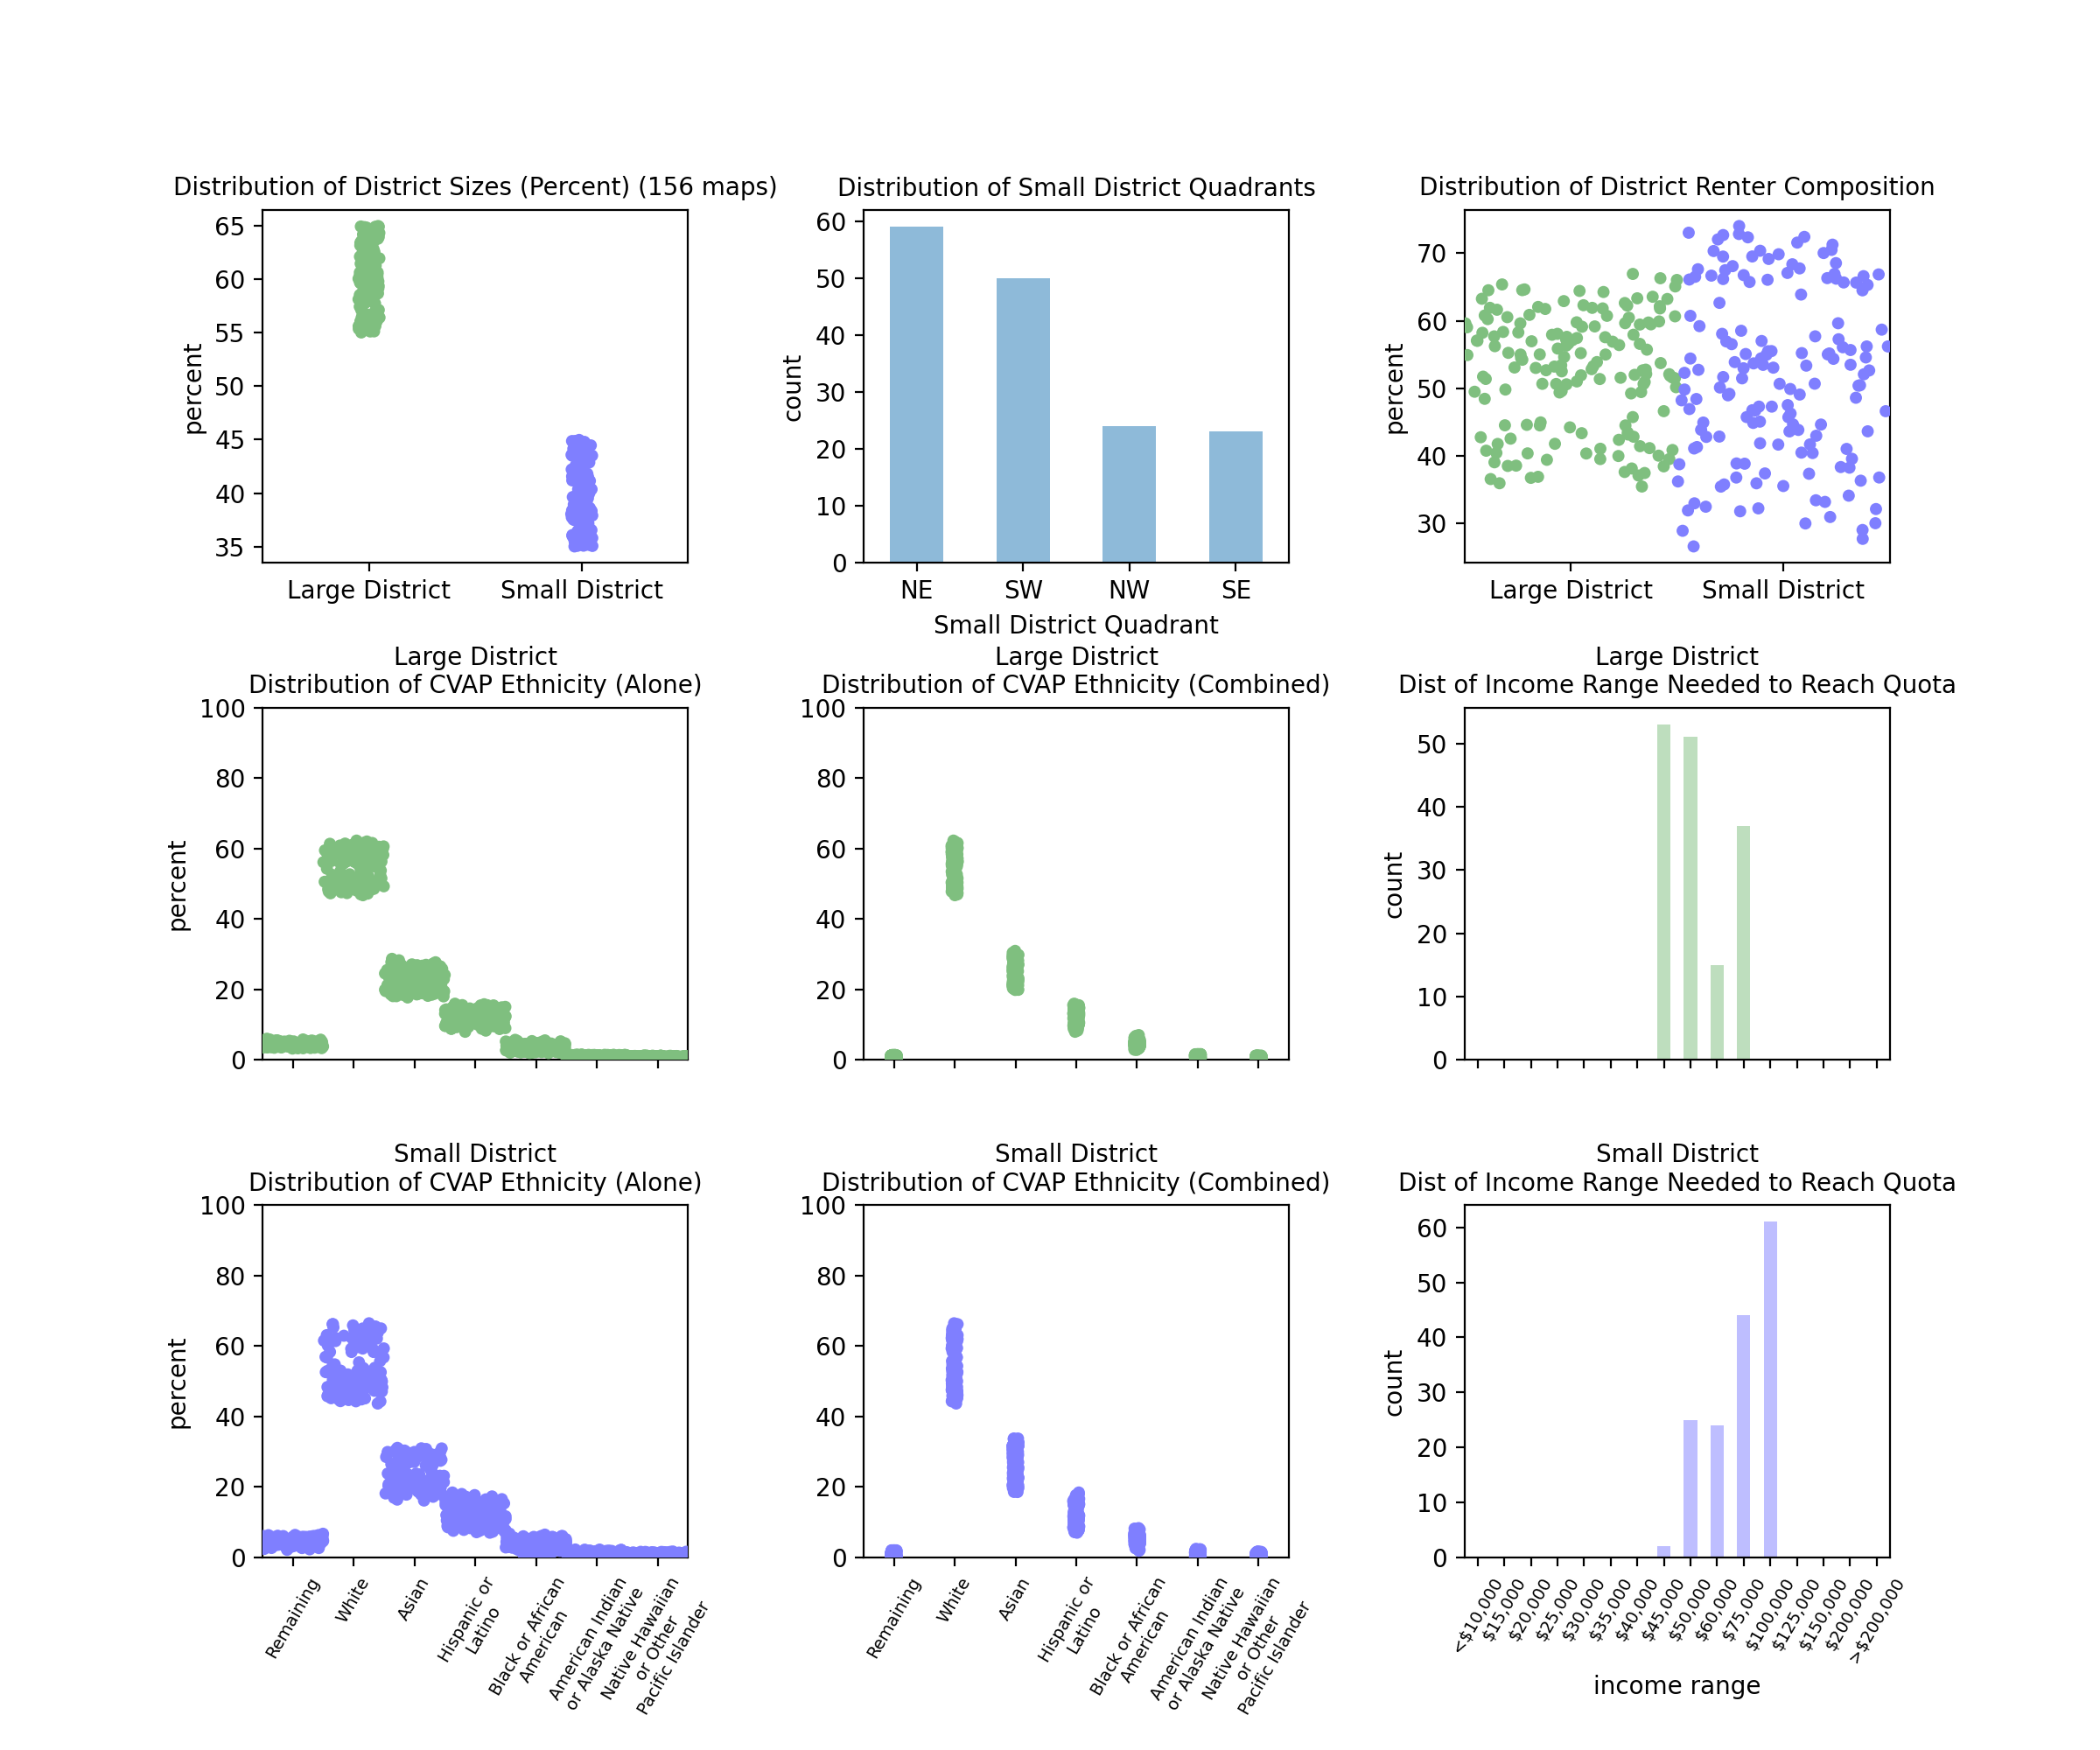 Distribution of District Sizes (Percent) (156 maps)
percent
65
60
55
50
45
40
35
Large District
Small District
Distribution of Small District Quadrants
count
60
50
40
30
20
10
0
NE
SW
NW
SE
Small District Quadrant
Distribution of District Renter Composition
percent
70
60
50
40
30
Large District
Small District
Large District
Distribution of CVAP Ethnicity (Alone)
percent
100
80
60
40
20
0
Large District
Distribution of CVAP Ethnicity (Combined)
100
80
60
40
20
0
Large District
Dist of Income Range Needed to Reach Quota
count
50
40
30
20
10
0
Small District
Distribution of CVAP Ethnicity (Alone)
percent
100
80
60
40
20
0
Remaining
White
Asian
Hispanic or
Latino
Black or African
American
American Indian
or Alaska Native
Native Hawaiian
or Other
Pacific Islander
Small District
Distribution of CVAP Ethnicity (Combined)
100
80
60
40
20
0
Remaining
White
Asian
Hispanic or
Latino
Black or African
American
American Indian
or Alaska Native
Native Hawaiian
or Other
Pacific Islander
Small District
Dist of Income Range Needed to Reach Quota
count
60
50
40
30
20
10
0
<$10,000
$15,000
$20,000
$25,000
$30,000
$35,000
$40,000
$45,000
$50,000
$60,000
$75,000
$100,000
$125,000
$150,000
$200,000
>$200,000
income range